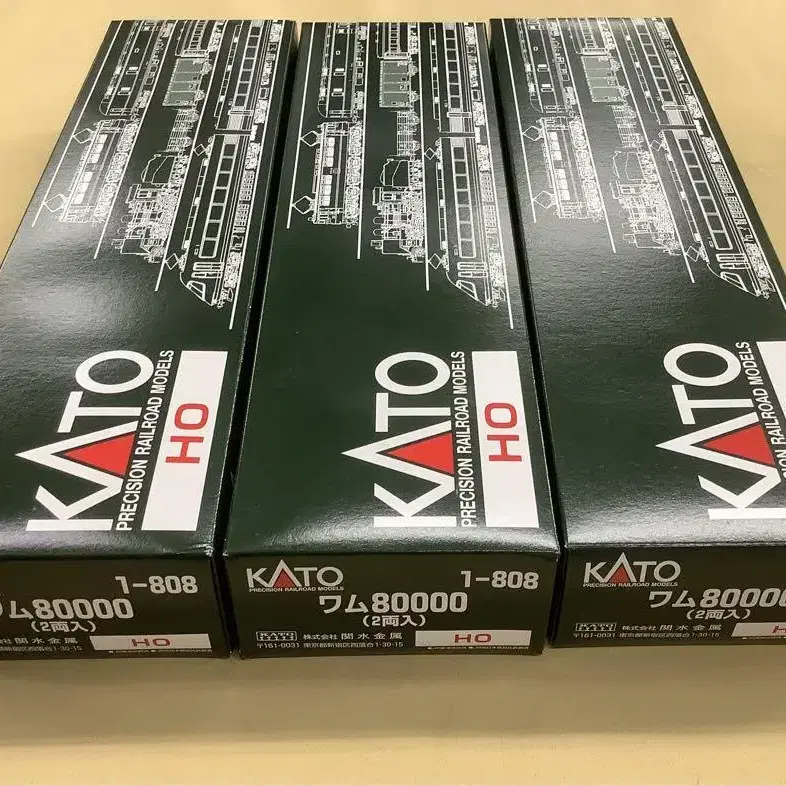 KATO
PRECISION RAILROAD MODELS
HO
KATO
PRECISION RAILROAD MODELS
HO
KATO
PRECISION RAILROAD MODELS
1-808
ム80000
(2両入)
関水金属
HO
KATO
PRECISION RAILROAD MODELS
1-808
ワム80000
(2両入)
KATO
株式会社 関水金属
HO
〒161-0031 東京都新宿区西落合1-30-15
KATO
PRECISION RAILROAD MODELS
ワム80000
(2両入)
KATO
株式会社 関水金属
〒161-0031 東京都新宿区西落合1-30-15